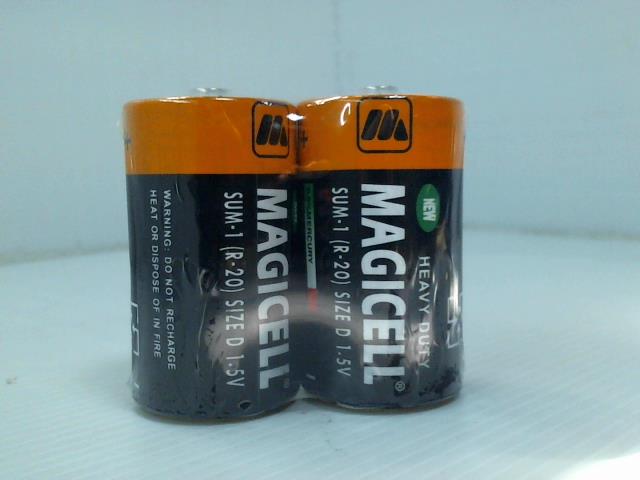 MAGICELL
SUM-1 (R-20) SIZE D 1.5V
WARNING: DO NOT RECHARGE
HEAT OR DISPOSE OF IN FIRE
MERCURY
NEW
HEAVY DUTY
MAGICELL®
SUM-1 (R-20) SIZE D 1.5V